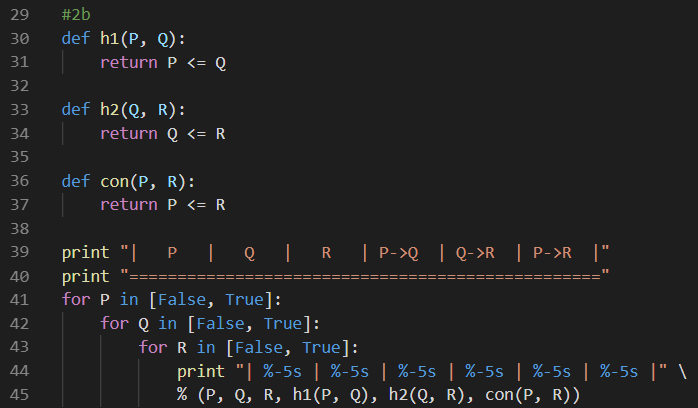 29 #2b
30 def h1(P, Q):
31     return P <= Q
32
33 def h2(Q, R):
34     return Q <= R
35
36 def con(P, R):
37     return P <= R
38
39 print "|   P   |   Q   |   R   | P->Q  | Q->R  | P->R  |"
40 print "================================================="
41 for P in [False, True]:
42     for Q in [False, True]:
43         for R in [False, True]:
44             print "| %-5s | %-5s | %-5s | %-5s | %-5s | %-5s |" \
45             % (P, Q, R, h1(P, Q), h2(Q, R), con(P, R))